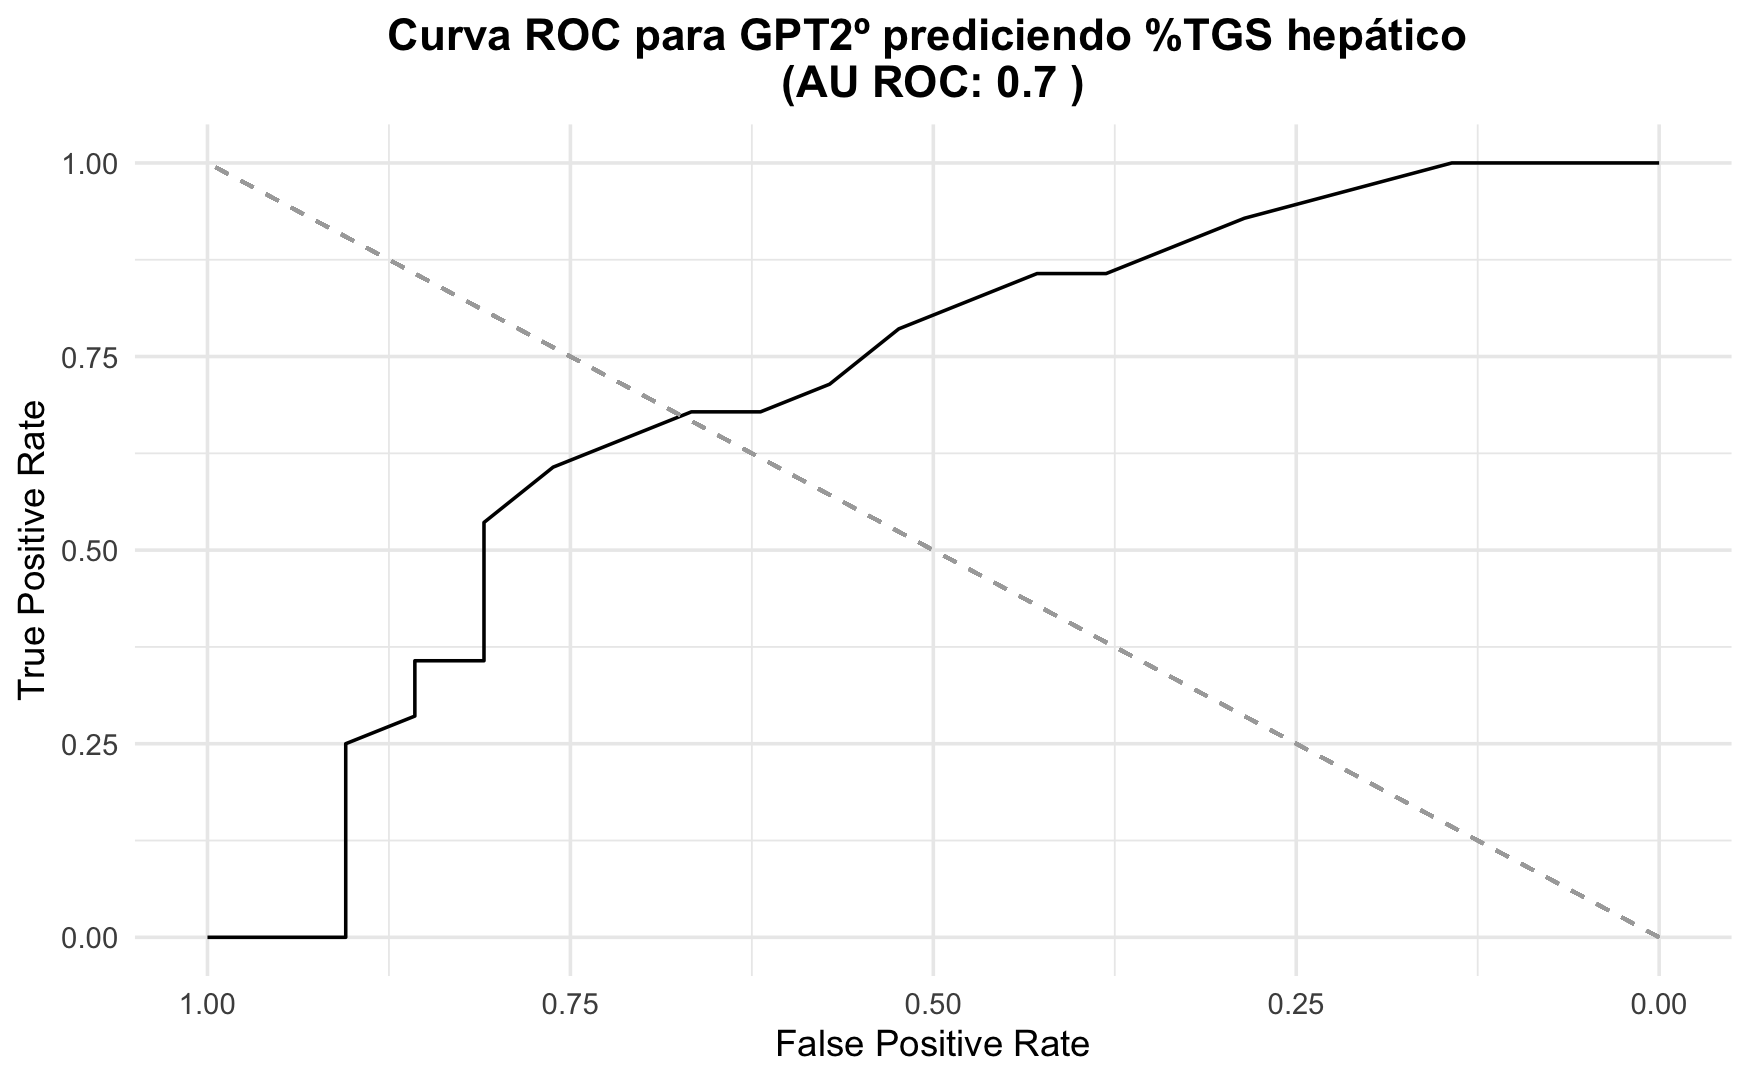 Curva ROC para GPT2º prediciendo %TGS hepático
(AU ROC: 0.7 )
True Positive Rate
1.00
0.75
0.50
0.25
0.00
1.00 0.75 0.50 0.25 0.00
False Positive Rate